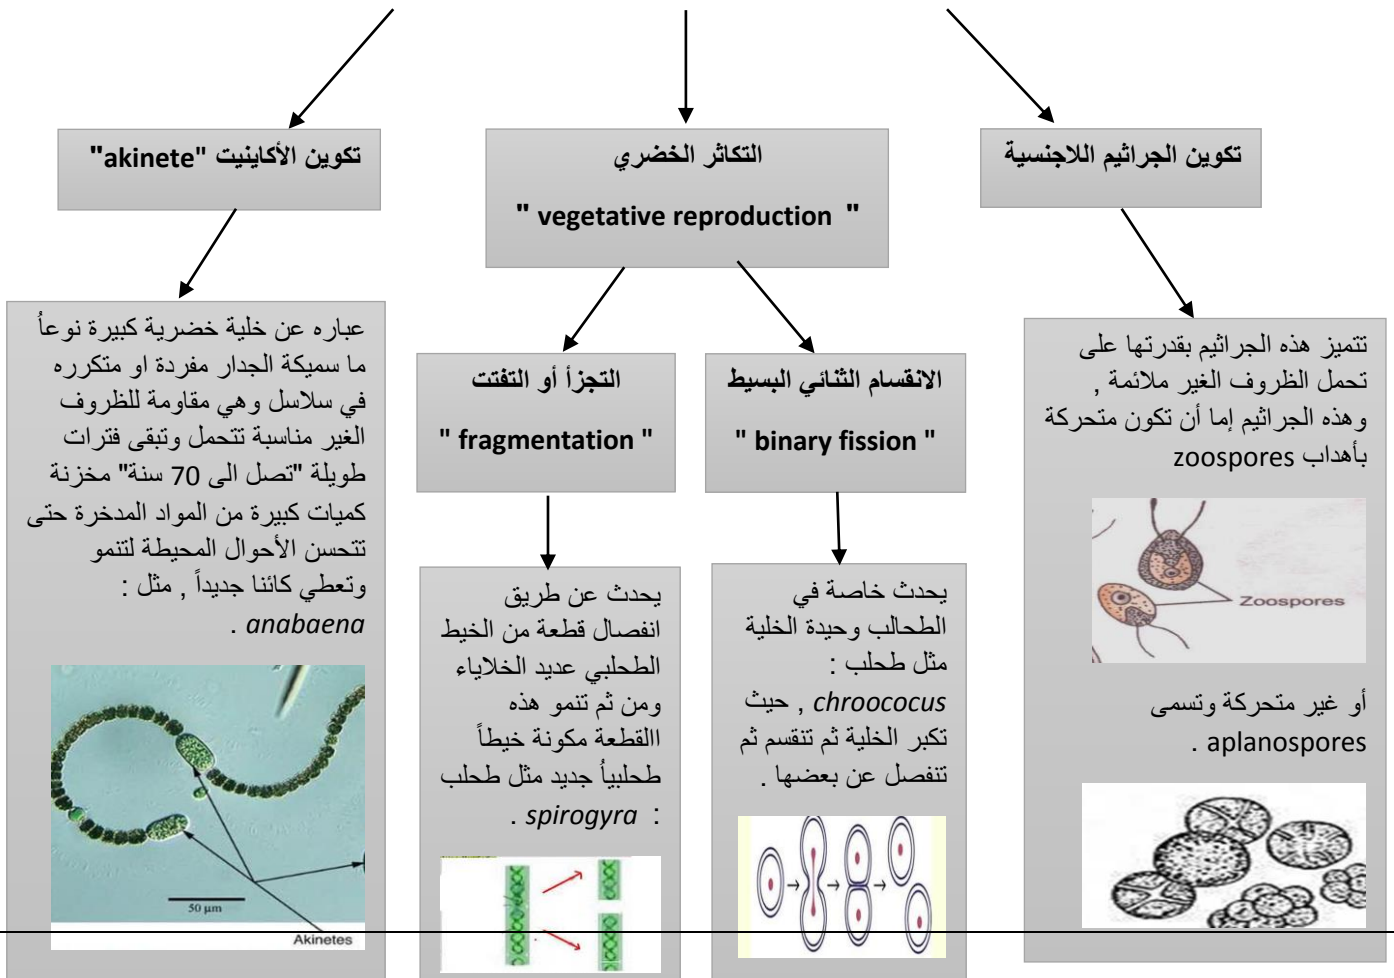 تكوين الجراثيم اللاجنسية
التكاثر الخضري
" vegetative reproduction "
تكوين الأكاينيت "akinete"
تتميز هذه الجراثيم بقدرتها على
تحمل الظروف الغير ملائمة ,
وهذه الجراثيم إما أن تكون متحركة
بأهداب zoospores
Zoospores
أو غير متحركة وتسمى
aplanospores .
الانقسام الثنائي البسيط
" binary fission "
يحدث خاصة في
الطحالب وحيدة الخلية
مثل طحلب :
chroococus , حيث
تكبر الخلية ثم تنقسم ثم
تنفصل عن بعضها .
التجزأ أو التفتت
" fragmentation "
يحدث عن طريق
انفصال قطعة من الخيط
الطحلبي عديد الخلاياء
ومن ثم تنمو هذه
االقطعة مكونة خيطاً
طحلبياُ جديد مثل طحلب
: spirogyra .
عباره عن خلية خضرية كبيرة نوعاُ
ما سميكة الجدار مفردة او متكرره
في سلاسل وهي مقاومة للظروف
الغير مناسبة تتحمل وتبقى فترات
طويلة "تصل الى 70 سنة" مخزنة
كميات كبيرة من المواد المدخرة حتى
تتحسن الأحوال المحيطة لتنمو
وتعطي كائنا جديداً , مثل :
anabaena .
50 µm
Akinetes